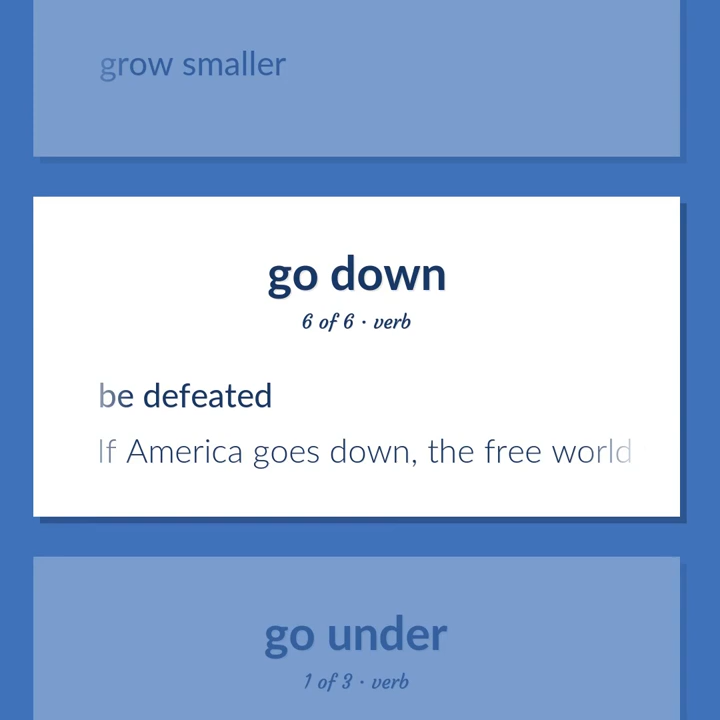 grow smaller
go down
6 of 6 · verb
be defeated
If America goes down, the free world
go under
1 of 3 · verb